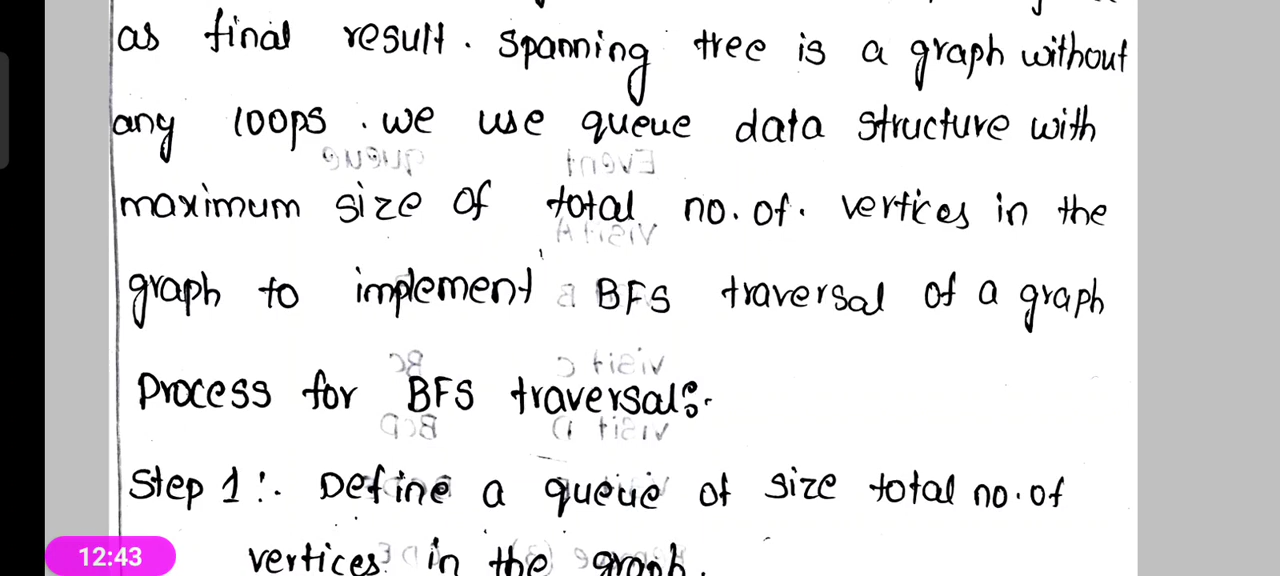 as final result. Spanning tree is a graph without
any loops. we use queue data structure with
maximum size of total no. of. vertices in the
graph to implement BFS traversal of a graph
Process for BFS traversal:-
Step 1:- Define a queue of size total no. of
vertices in the graph.
12:43